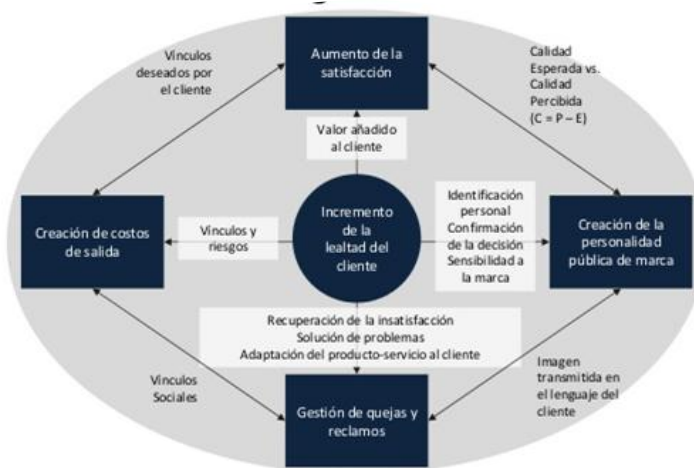 Vínculos
deseados por
el cliente
Aumento de la
satisfacción
Calidad
Esperada vs.
Calidad
Percibida
(C = P – E)
Valor añadido
al cliente
Creación de costos
de salida
Vínculos y
riesgos
Incremento
de la
lealtad del
cliente
Identificación
personal
Confirmación
de la decisión
Sensibilidad a
la marca
Creación de la
personalidad
pública de marca
Recuperación de la insatisfacción
Solución de problemas
Adaptación del producto-servicio al cliente
Vínculos
Sociales
Gestión de quejas y
reclamos
Imagen
transmitida en
el lenguaje del
cliente